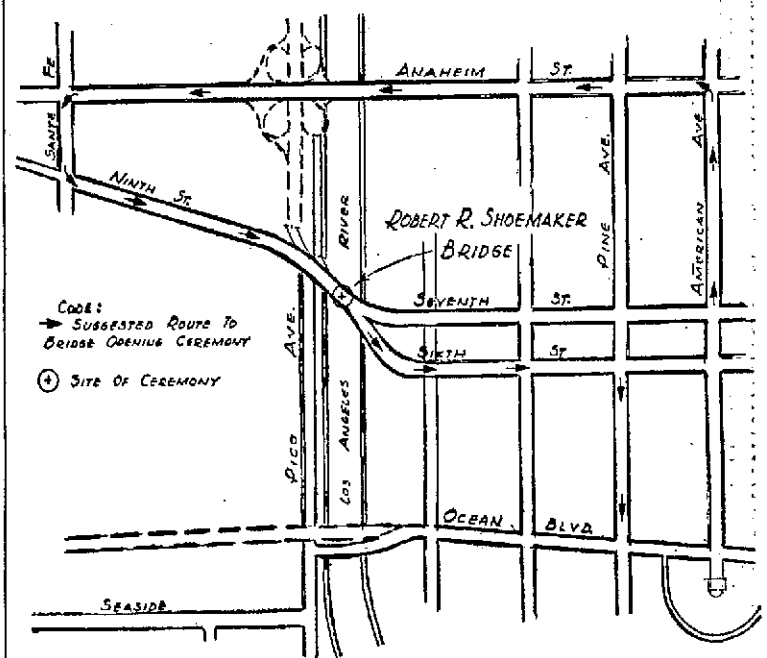 ANAHEIM ST.
SANTE FE
NINTH ST.
ROBERT R. SHOEMAKER
BRIDGE
RIVER
PINE AVE.
AMERICAN AVE
SEVENTH ST.
SIXTH ST
CODE:
SUGGESTED ROUTE TO
BRIDGE OPENING CEREMONY
SITE OF CEREMONY
PICO AVE.
LOS ANGELES
OCEAN BLVD
SEASIDE